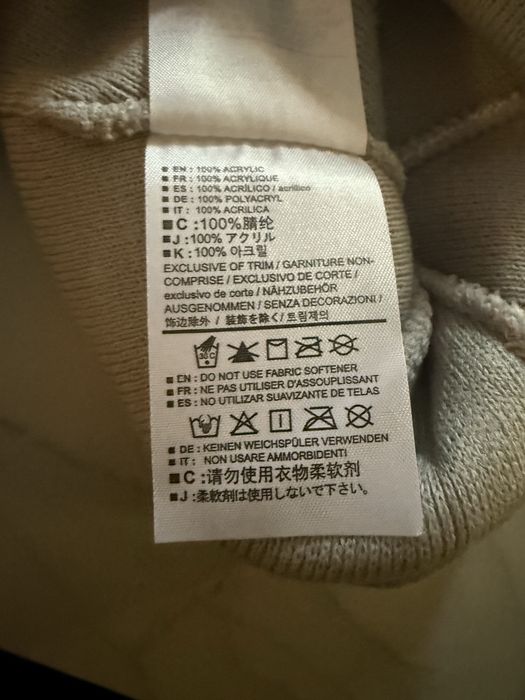 ■ EN : 100% ACRYLIC
■ FR : 100% ACRYLIQUE
■ ES : 100% ACRÍLICO / acrílico
■ DE : 100% POLYACRYL
■ IT : 100% ACRILICA
■ C :100%腈纶
■ J :100% アクリル
■ K :100% 아크릴
EXCLUSIVE OF TRIM / GARNITURE NON-
COMPRISE / EXCLUSIVO DE CORTE /
exclusivo de corte / NÄHZUBEHÖR
AUSGENOMMEN / SENZA DECORAZIONI /
饰边除外 / 装飾を除く/ 트림제의
30 C
■ EN : DO NOT USE FABRIC SOFTENER
■ FR : NE PAS UTILISER D'ASSOUPLISSANT
■ ES : NO UTILIZAR SUAVIZANTE DE TELAS
■ DE : KEINEN WEICHSPÜLER VERWENDEN
■ IT : NON USARE AMMORBIDENTI
■ C :请勿使用衣物柔软剂
■ J :柔軟剤は使用しないで下さい。